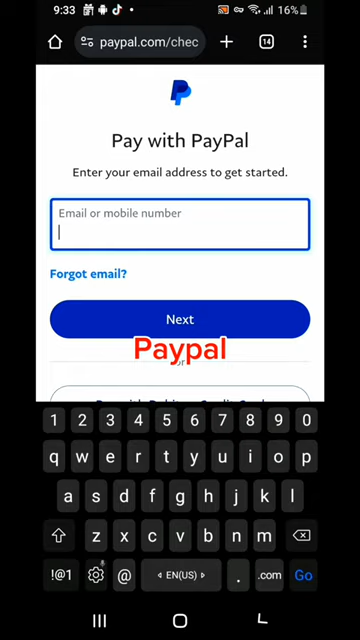 9:33
16%
paypal.com/chec
14
Pay with PayPal
Enter your email address to get started.
Email or mobile number
Forgot email?
Next
Paypal
or
1 2 3 4 5 6 7 8 9 0
q w e r t y u i o p
a s d f g h j k l
z x c v b n m
!@1 @ EN(US) . .com Go